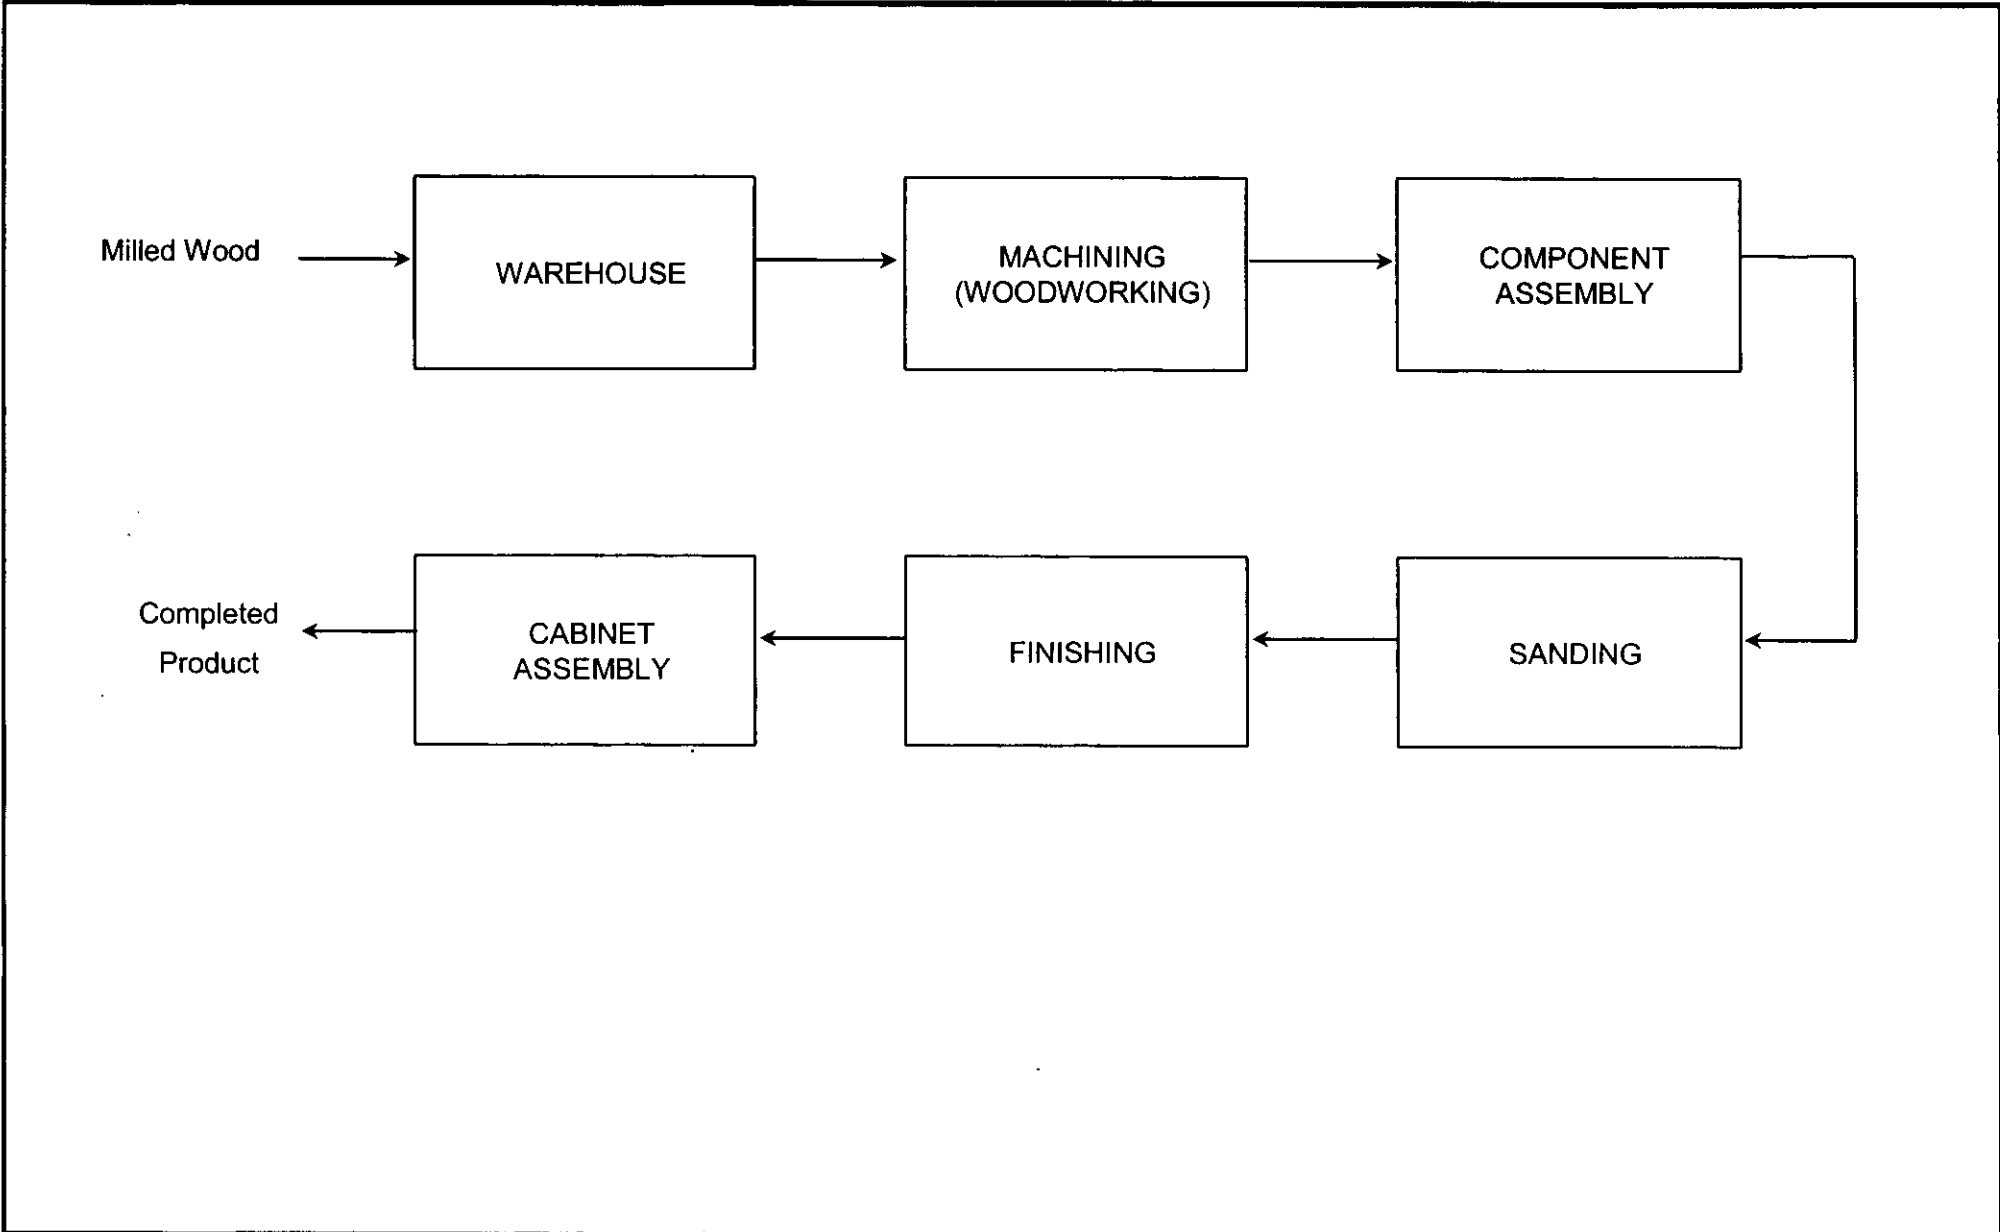 Milled Wood
WAREHOUSE
MACHINING
(WOODWORKING)
COMPONENT
ASSEMBLY
Completed
Product
CABINET
ASSEMBLY
FINISHING
SANDING